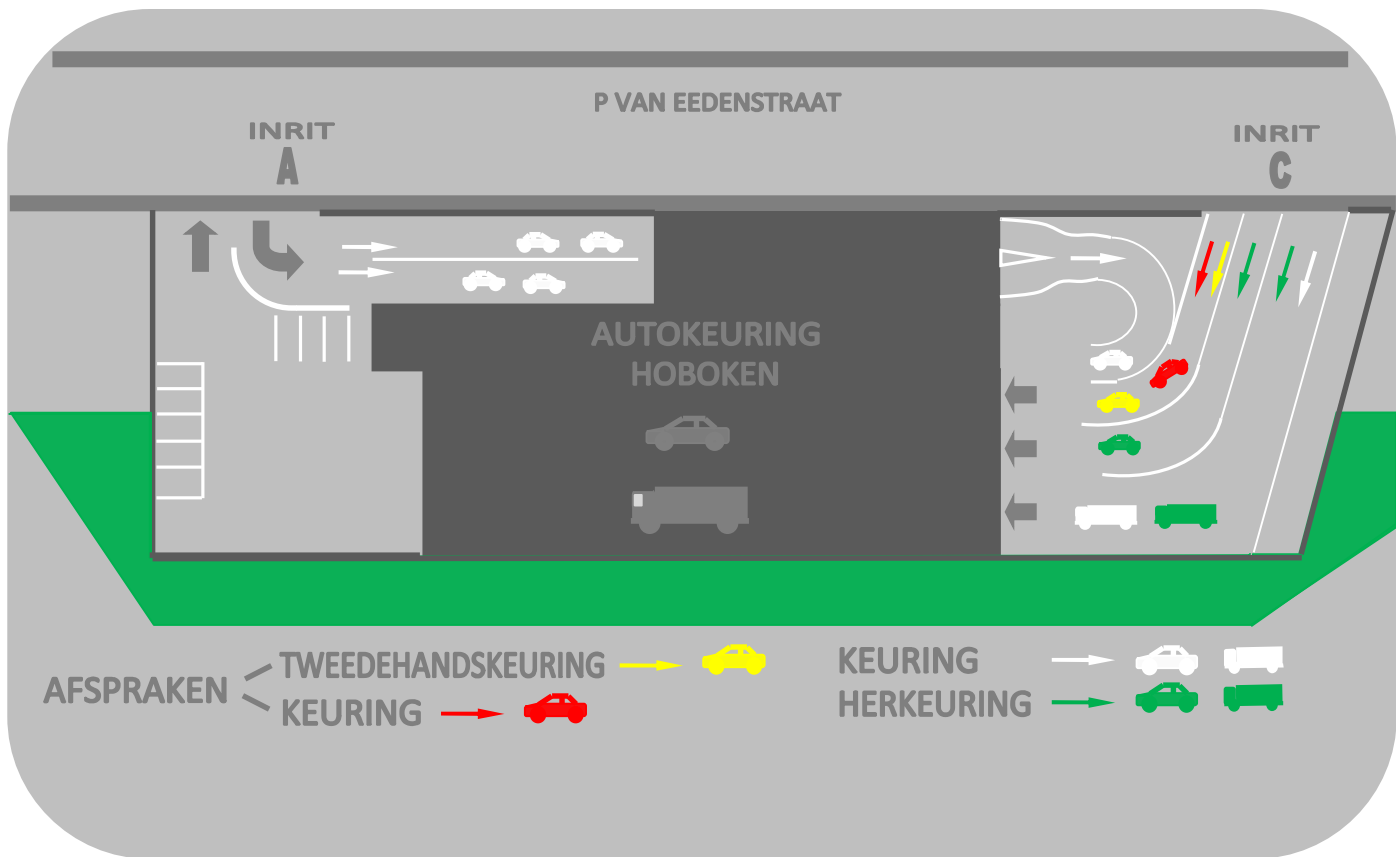 P VAN EEDENSTRAAT
INRIT
A
INRIT
C
AUTOKEURING
HOBOKEN
AFSPRAKEN
TWEEDEHANDSKEURING
KEURING
KEURING
HERKEURING